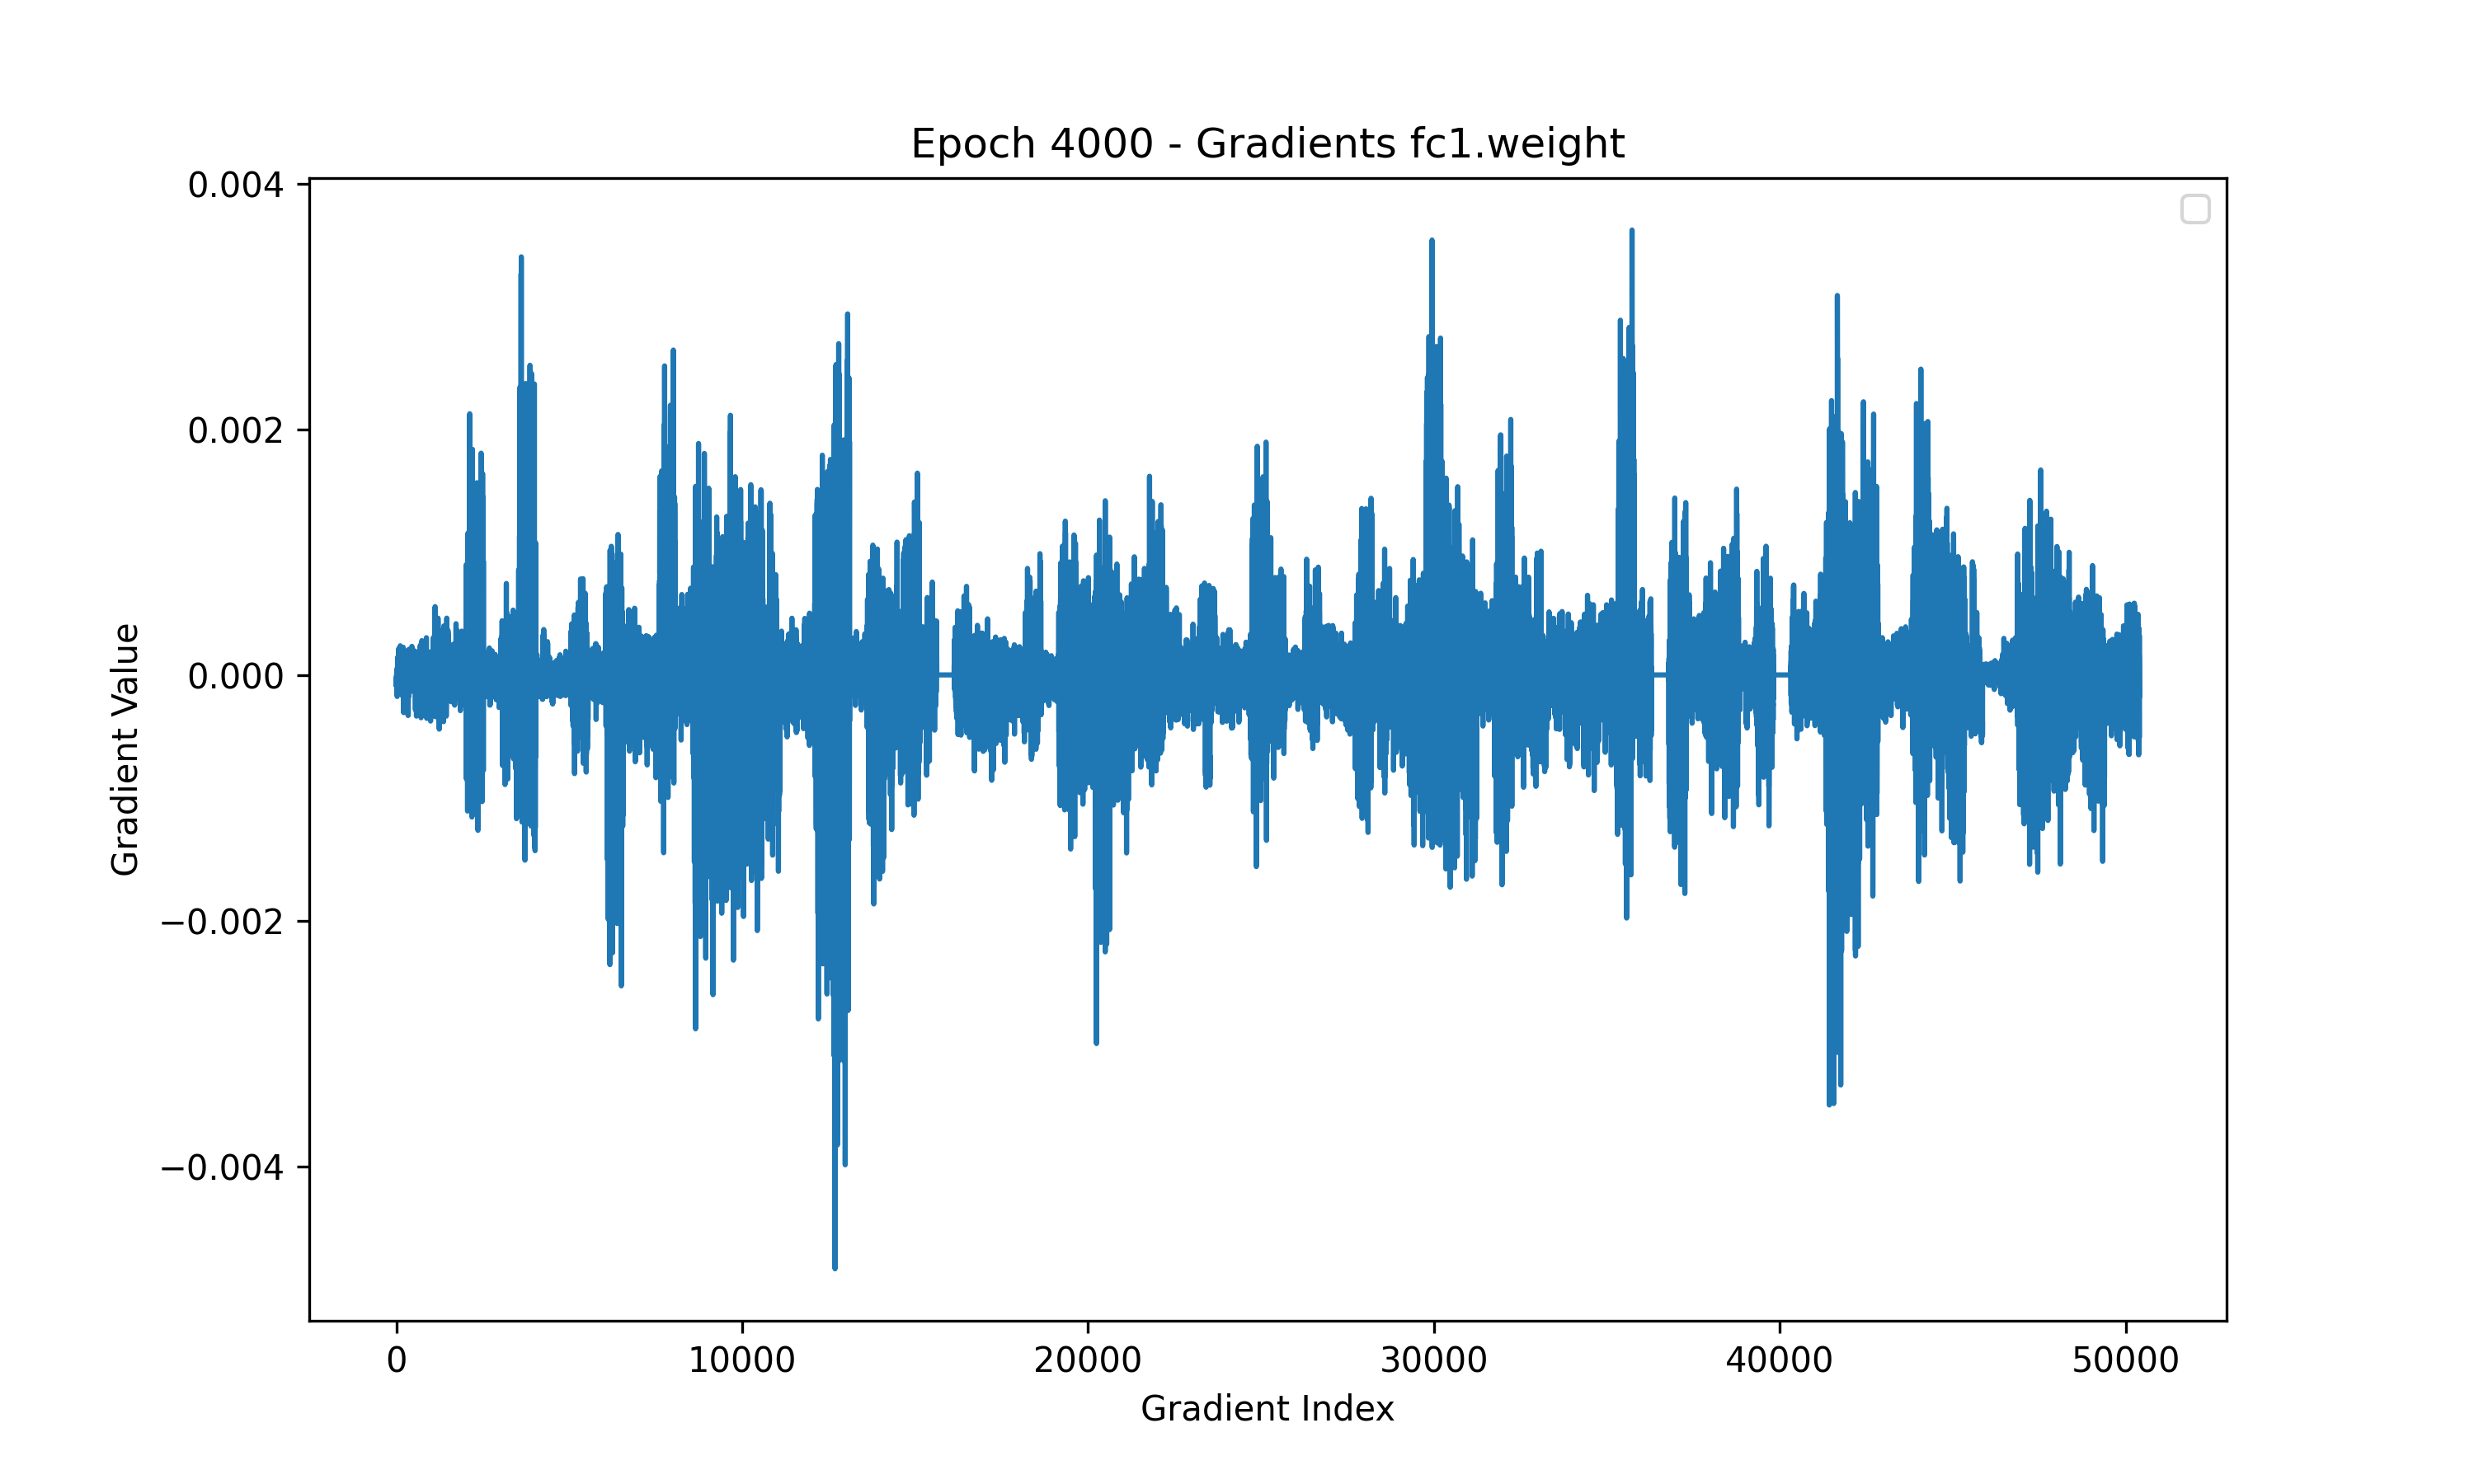 Epoch 4000 - Gradients fc1.weight
0.004
0.002
0.000
−0.002
−0.004
Gradient Value
0 10000 20000 30000 40000 50000
Gradient Index